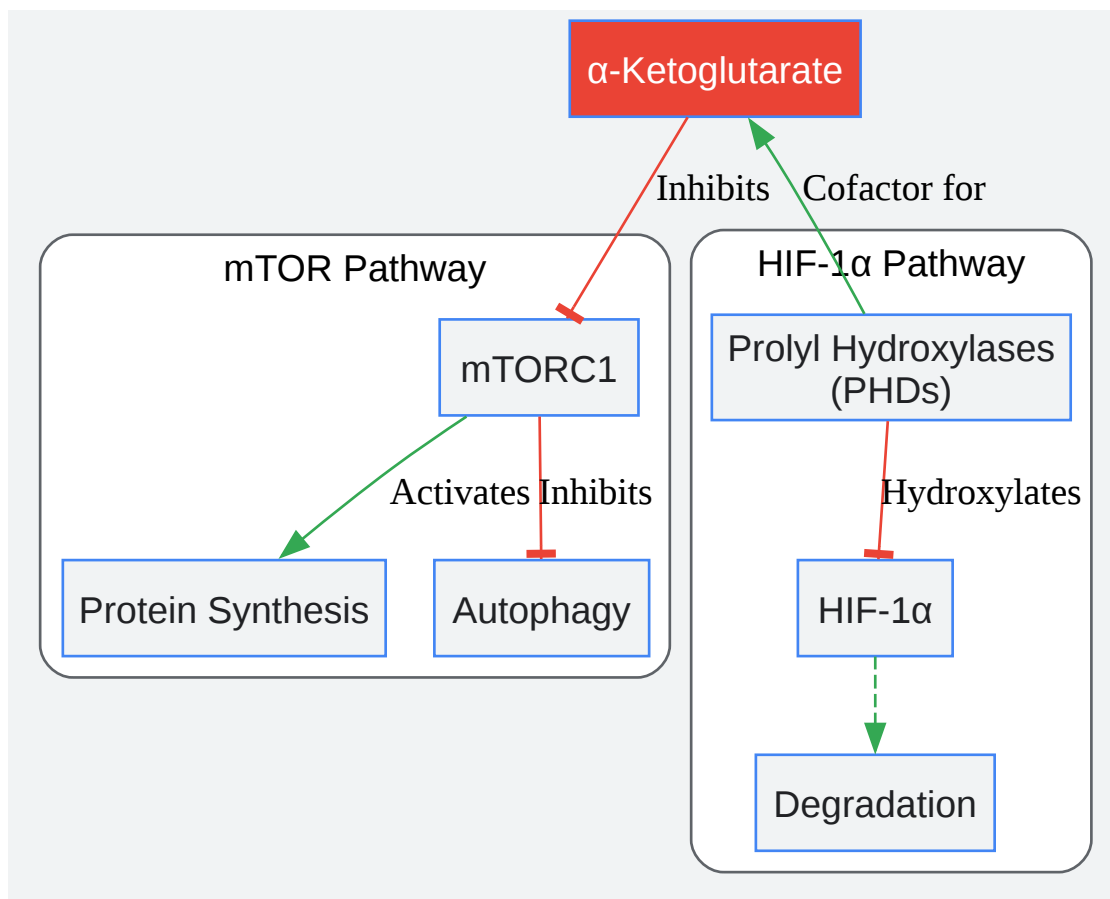 α-Ketoglutarate
Inhibits
Cofactor for
mTOR Pathway
HIF-1α Pathway
mTORC1
Prolyl Hydroxylases
(PHDs)
Activates
Inhibits
Hydroxylates
Protein Synthesis
Autophagy
HIF-1α
Degradation